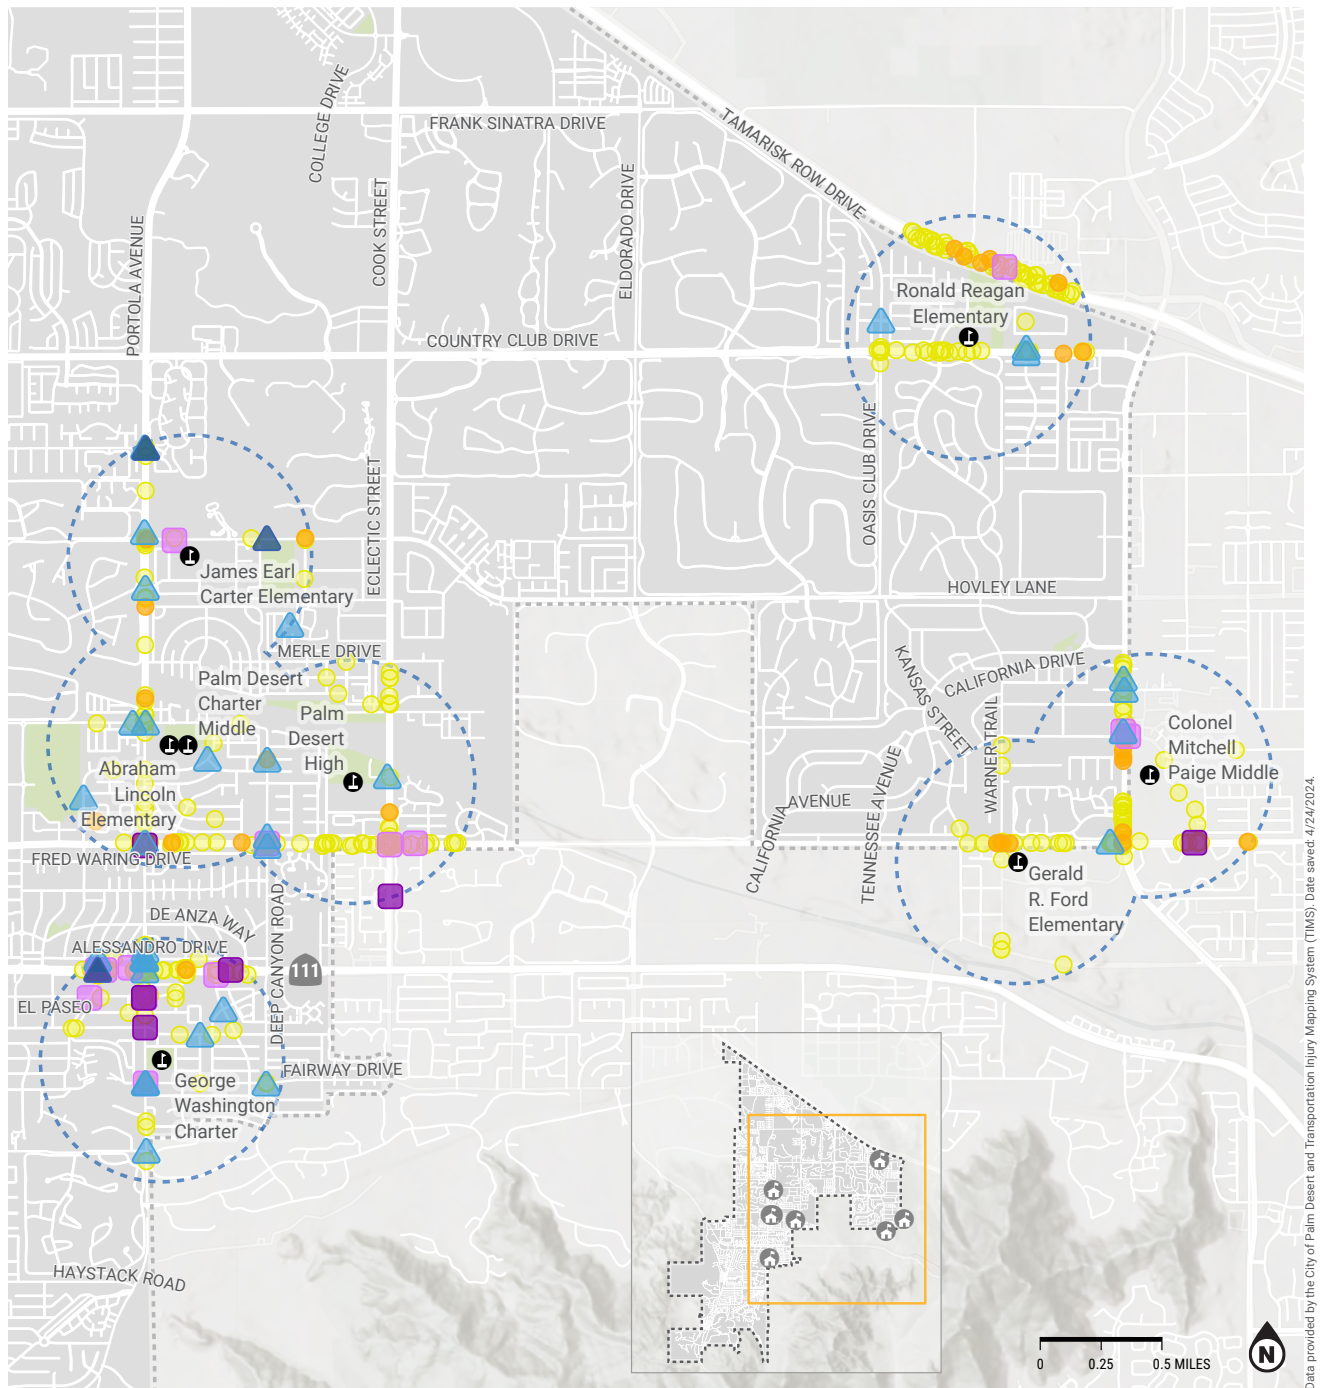 COLLEGE DRIVE
FRANK SINATRA DRIVE
TAMARISK ROW DRIVE
COOK STREET
ELDORADO DRIVE
PORTOLA AVENUE
Ronald Reagan
Elementary
COUNTRY CLUB DRIVE
OASIS CLUB DRIVE
ECLECTIC STREET
James Earl
Carter Elementary
HOVLEY LANE
MERLE DRIVE
KANSAS STREET
CALIFORNIA DRIVE
Palm Desert
Charter
Middle
Palm
Desert
High
WARNER TRAIL
Colonel
Mitchell
Paige Middle
Abraham
Lincoln
Elementary
CALIFORNIA AVENUE
TENNESSEE AVENUE
FRED WARING DRIVE
Gerald
R. Ford
Elementary
DE ANZA WAY
DEEP CANYON ROAD
ALESSANDRO DRIVE
111
EL PASEO
FAIRWAY DRIVE
George
Washington
Charter
HAYSTACK ROAD
0 0.25 0.5 MILES
N
Data provided by the City of Palm Desert and Transportation Injury Mapping System (TIMS). Date saved: 4/24/2024.